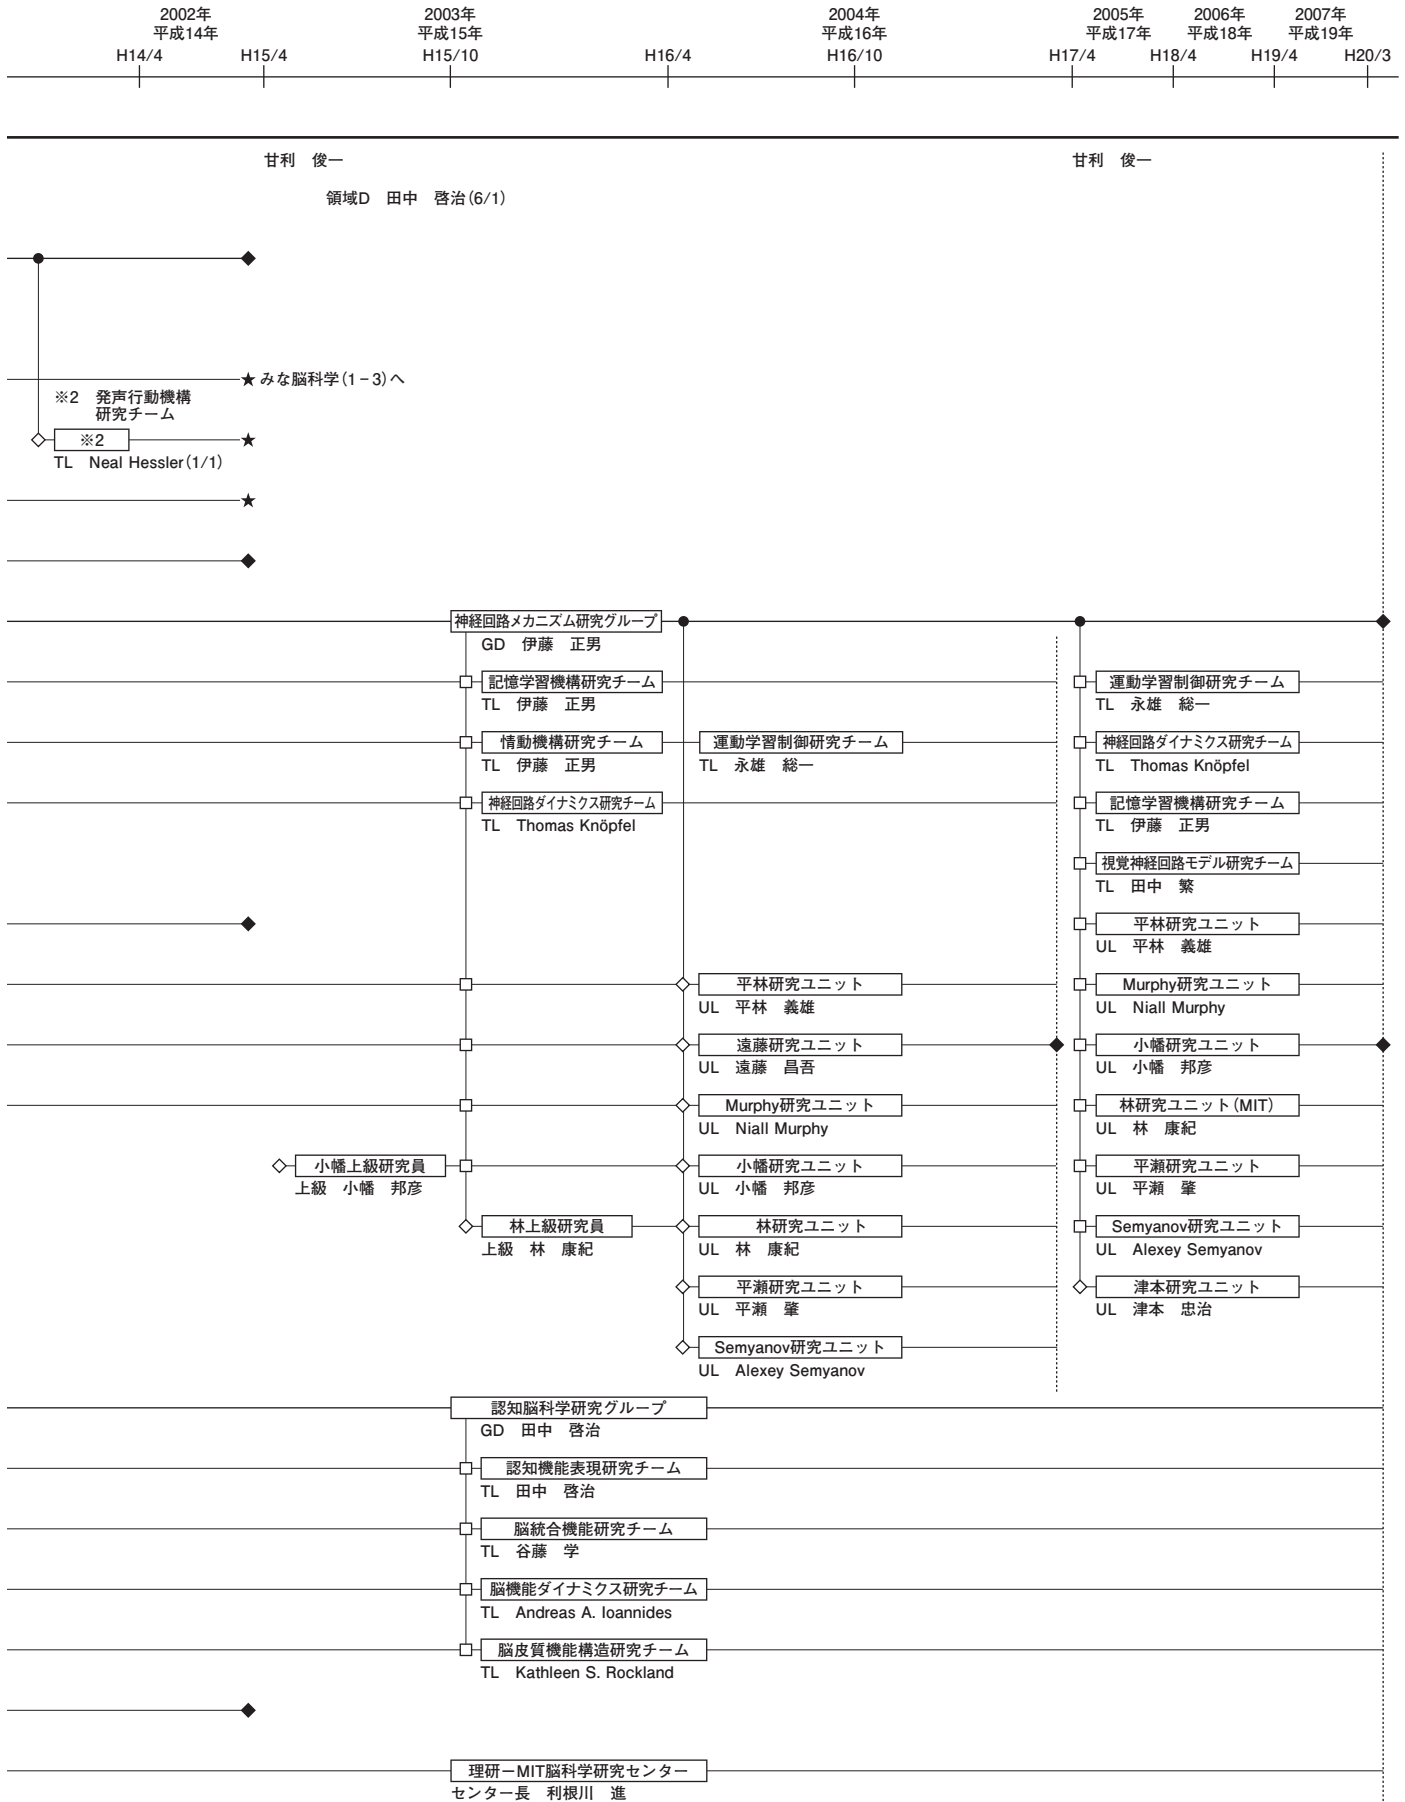 2002年 2003年 2004年 2005年 2006年 2007年
平成14年 平成15年 平成16年 平成17年 平成18年 平成19年
H14/4 H15/4 H15/10 H16/4 H16/10 H17/4 H18/4 H19/4 H20/3
甘利 俊一 甘利 俊一
領域D 田中 啓治(6/1)
★ みな脳科学(1-3)へ
※2 発声行動機構
研究チーム
※2 ★
TL Neal Hessler(1/1)
★
神経回路メカニズム研究グループ
GD 伊藤 正男
記憶学習機構研究チーム 運動学習制御研究チーム
TL 伊藤 正男 TL 永雄 総一
情動機構研究チーム 運動学習制御研究チーム 神経回路ダイナミクス研究チーム
TL 伊藤 正男 TL 永雄 総一 TL Thomas Knöpfel
神経回路ダイナミクス研究チーム 記憶学習機構研究チーム
TL Thomas Knöpfel TL 伊藤 正男
視覚神経回路モデル研究チーム
TL 田中 繁
平林研究ユニット
UL 平林 義雄
平林研究ユニット Murphy研究ユニット
UL 平林 義雄 UL Niall Murphy
遠藤研究ユニット 小幡研究ユニット
UL 遠藤 昌吾 UL 小幡 邦彦
Murphy研究ユニット 林研究ユニット(MIT)
UL Niall Murphy UL 林 康紀
小幡上級研究員 小幡研究ユニット 平瀬研究ユニット
上級 小幡 邦彦 UL 小幡 邦彦 UL 平瀬 肇
林上級研究員 林研究ユニット Semyanov研究ユニット
上級 林 康紀 UL 林 康紀 UL Alexey Semyanov
平瀬研究ユニット 津本研究ユニット
UL 平瀬 肇 UL 津本 忠治
Semyanov研究ユニット
UL Alexey Semyanov
認知脳科学研究グループ
GD 田中 啓治
認知機能表現研究チーム
TL 田中 啓治
脳統合機能研究チーム
TL 谷藤 学
脳機能ダイナミクス研究チーム
TL Andreas A. Ioannides
脳皮質機能構造研究チーム
TL Kathleen S. Rockland
理研－MIT脳科学研究センター
センター長 利根川 進